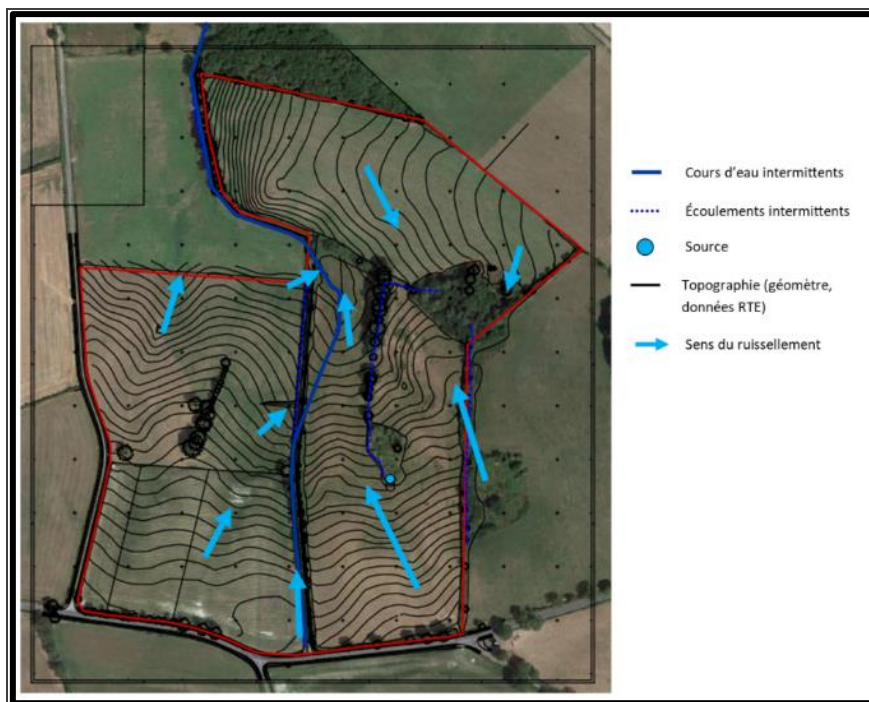 Cours d'eau intermittents
Écoulements intermittents
Source
Topographie (géomètre,
données RTE)
Sens du ruissellement